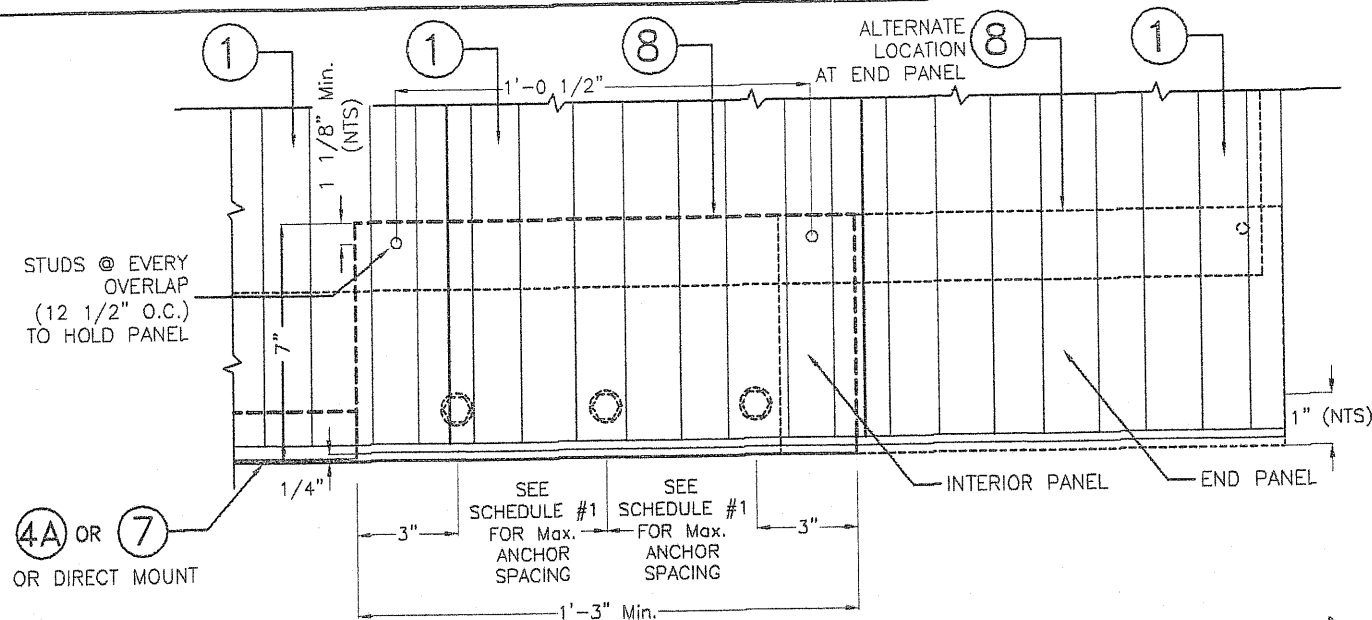 1
1
8
ALTERNATE
LOCATION
AT END PANEL
8
1
1'-0 1/2"
1 1/8" Min.
(NTS)
STUDS @ EVERY
OVERLAP
(12 1/2" O.C.)
TO HOLD PANEL
7"
1" (NTS)
1/4"
INTERIOR PANEL
END PANEL
4A OR 7
OR DIRECT MOUNT
3"
SEE
SCHEDULE #1
FOR Max.
ANCHOR
SPACING
SEE
SCHEDULE #1
FOR Max.
ANCHOR
SPACING
3"
1'-3" Min.